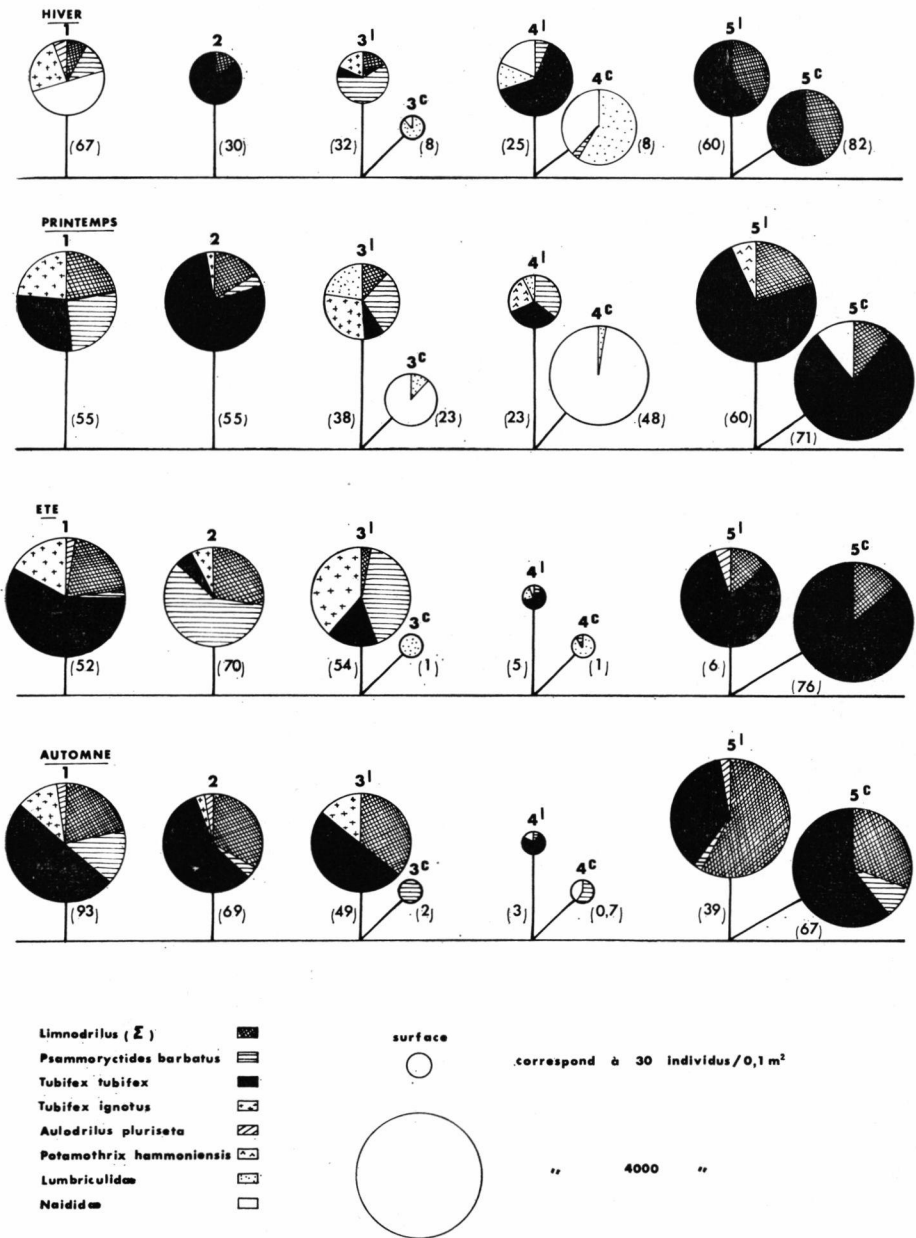 HIVER
1 2 3 l 4 l 5 l
3 c 4 c 5 c
(67) (30) (32) (8) (25) (8) (60) (82)
PRINTEMPS
1 2 3 l 4 l 5 l
3 c 4 c 5 c
(55) (55) (38) (23) (23) (48) (60) (71)
ETE
1 2 3 l 4 l 5 l
3 c 4 c 5 c
(52) (70) (54) (1) (5) (1) (6) (76)
AUTOMNE
1 2 3 l 4 l 5 l
3 c 4 c 5 c
(93) (69) (49) (2) (3) (0,7) (39) (67)
Limnodrilus (Σ)
Psammoryctides barbatus
Tubifex tubifex
Tubifex ignotus
Aulodrilus pluriseta
Potamothrix hammoniensis
Lumbriculidæ
Naididæ
surface
correspond à 30 individus/0,1 m²
" 4000 "